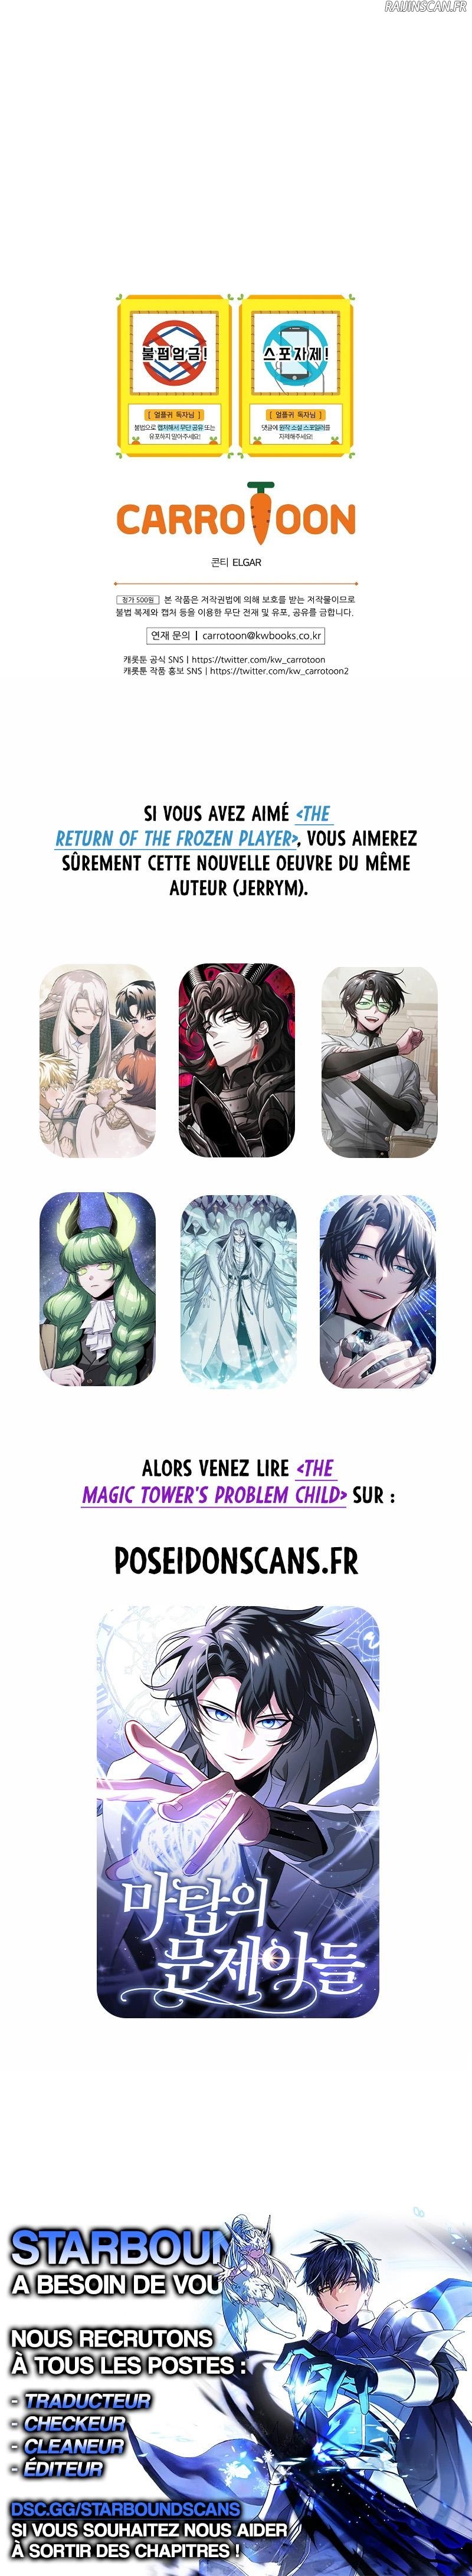 RAIJINSCAN.FR
불펌엄금!
스포자제!
[ 얼플귀 독자님 ]
불법으로 캡처해서 무단 공유 또는
유포하지 말아주세요!
[ 얼플귀 독자님 ]
댓글에 원작 소설 스포일러를
자제해주세요!
CARROTOON
콘티 ELGAR
정가 500원 본 작품은 저작권법에 의해 보호를 받는 저작물이므로
불법 복제와 캡처 등을 이용한 무단 전재 및 유포, 공유를 금합니다.
연재 문의 | carrotoon@kwbooks.co.kr
캐롯툰 공식 SNS | https://twitter.com/kw_carrotoon
캐롯툰 작품 홍보 SNS | https://twitter.com/kw_carrotoon2
SI VOUS AVEZ AIMÉ <THE
RETURN OF THE FROZEN PLAYER>, VOUS AIMEREZ
SÛREMENT CETTE NOUVELLE OEUVRE DU MÊME
AUTEUR (JERRYM).
ALORS VENEZ LIRE <THE
MAGIC TOWER'S PROBLEM CHILD> SUR :
POSEIDONSCANS.FR
마탑의
문제아들
STARBOUN
A BESOIN DE VOU
NOUS RECRUTONS
À TOUS LES POSTES :
- TRADUCTEUR
- CHECKEUR
- CLEANEUR
- ÉDITEUR
DSC.GG/STARBOUNDSCANS
SI VOUS SOUHAITEZ NOUS AIDER
À SORTIR DES CHAPITRES !